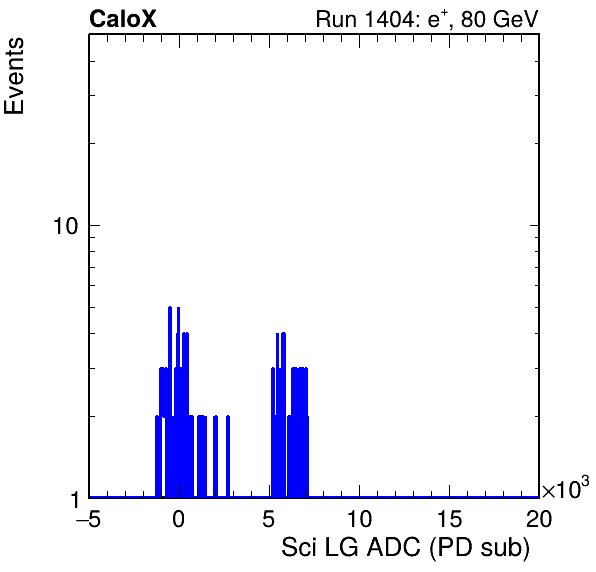 CaloX Run 1404: e⁺, 80 GeV
Events
10
1
−5 0 5 10 15 20
×10³
Sci LG ADC (PD sub)